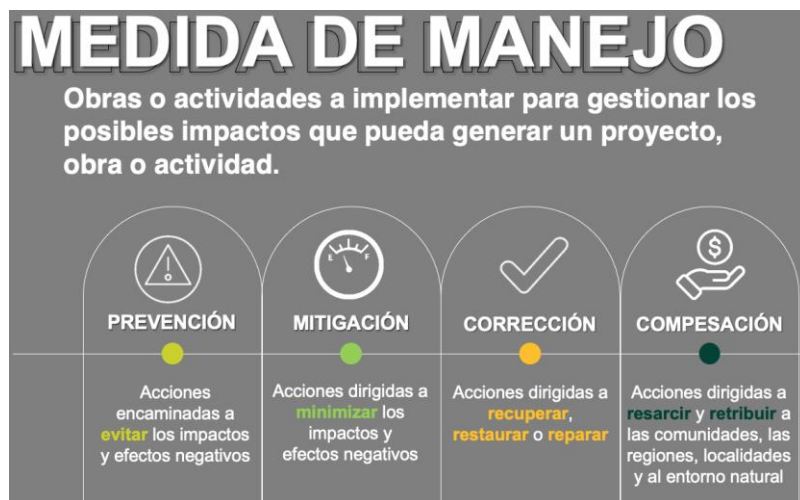 MEDIDA DE MANEJO
Obras o actividades a implementar para gestionar los
posibles impactos que pueda generar un proyecto,
obra o actividad.
E F
$
PREVENCIÓN
Acciones
encaminadas a
evitar los impactos
y efectos negativos
MITIGACIÓN
Acciones dirigidas a
minimizar los
impactos y
efectos negativos
CORRECCIÓN
Acciones dirigidas a
recuperar,
restaurar o reparar
COMPESACIÓN
Acciones dirigidas a
resarcir y retribuir a
las comunidades, las
regiones, localidades
y al entorno natural